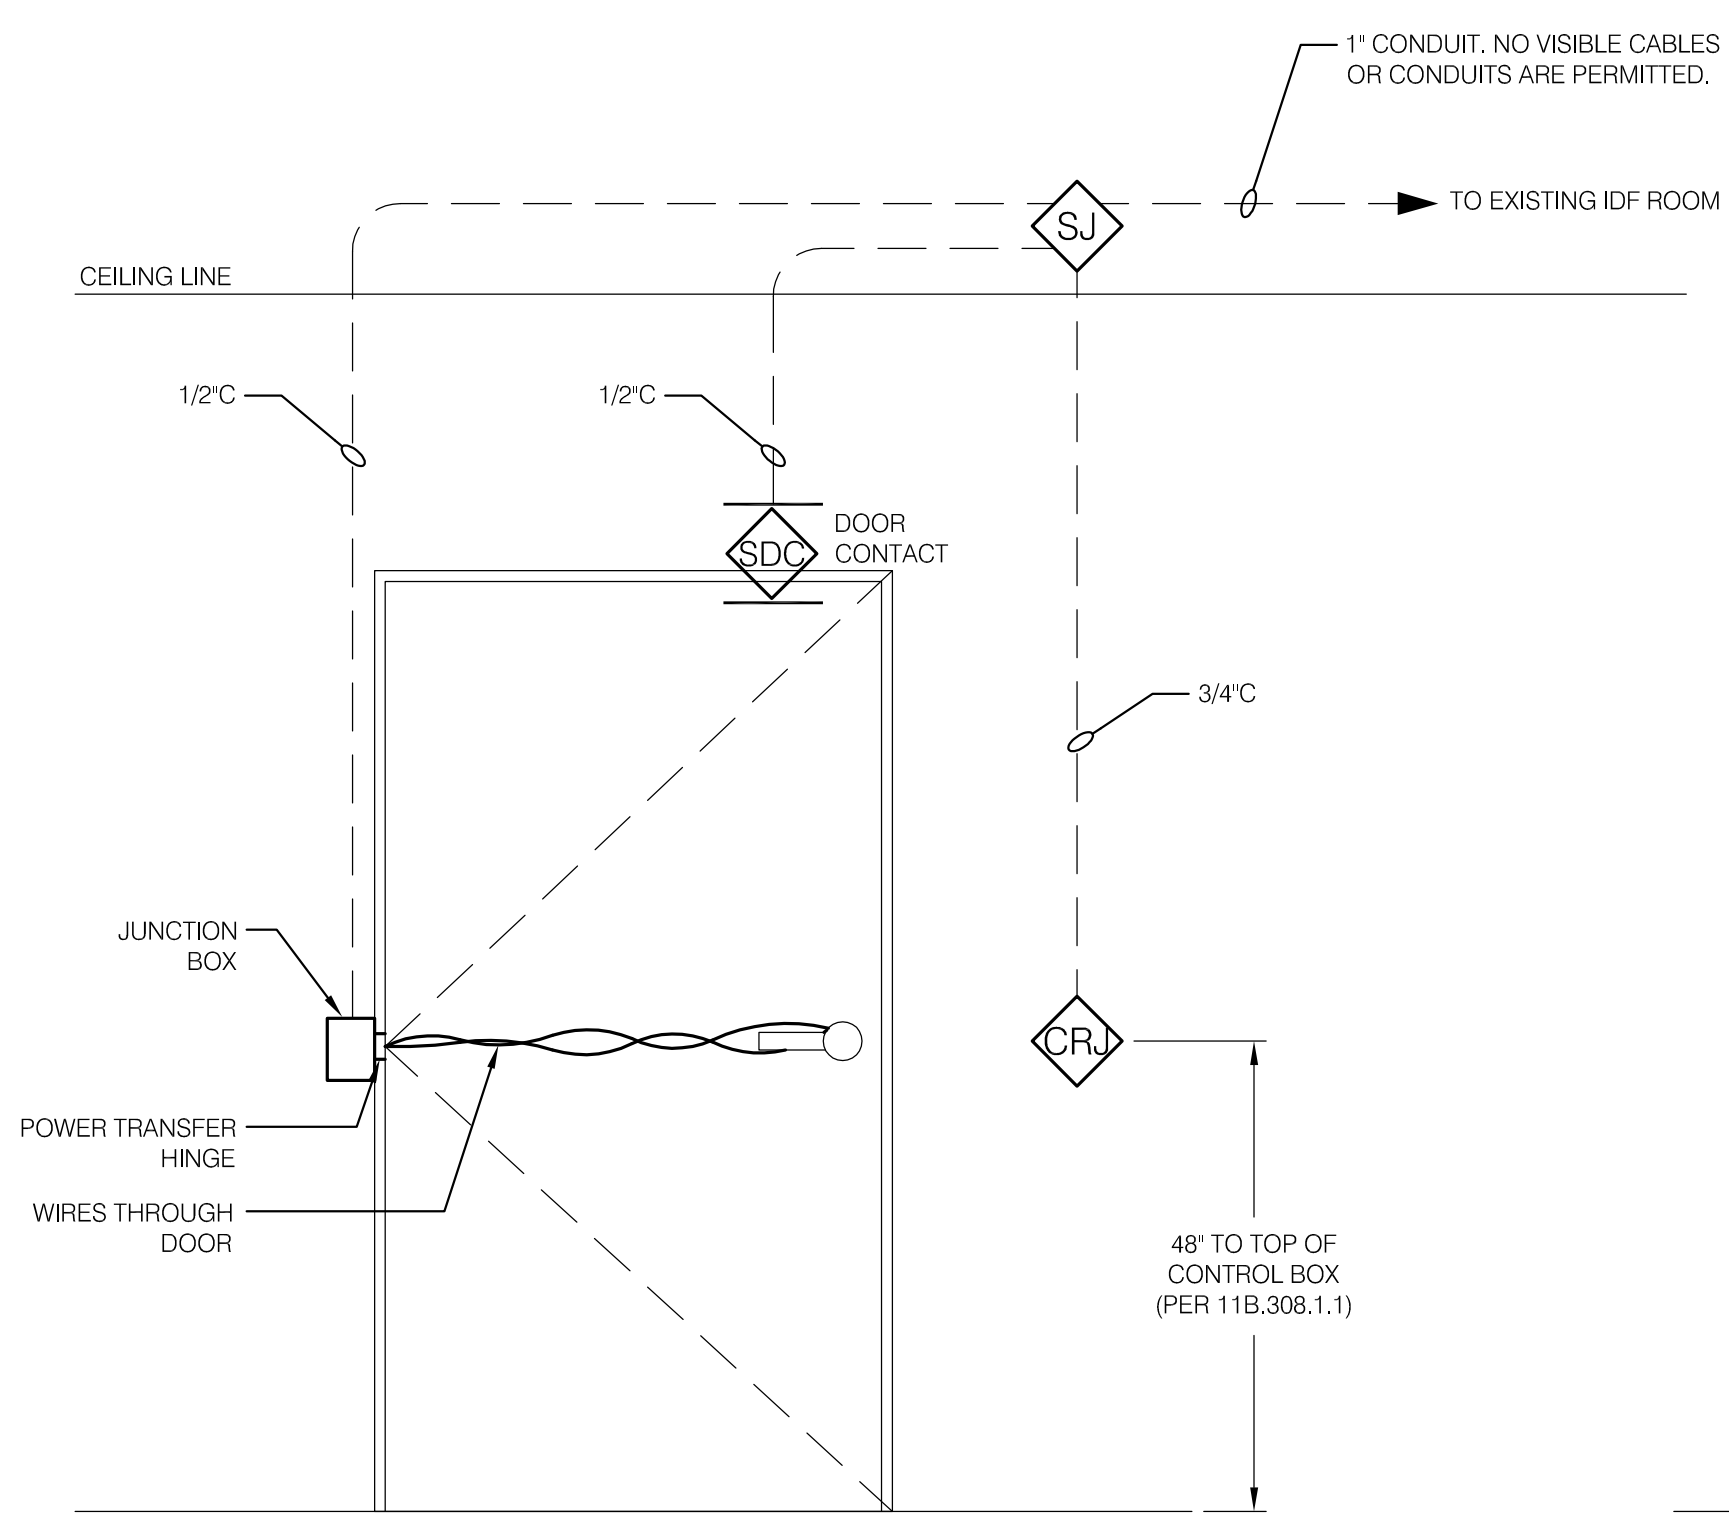 1" CONDUIT. NO VISIBLE CABLES
OR CONDUITS ARE PERMITTED.
SJ
TO EXISTING IDF ROOM
CEILING LINE
1/2"C
1/2"C
DOOR
CONTACT
SDC
3/4"C
JUNCTION
BOX
CRJ
POWER TRANSFER
HINGE
WIRES THROUGH
DOOR
48" TO TOP OF
CONTROL BOX
(PER 11B.308.1.1)